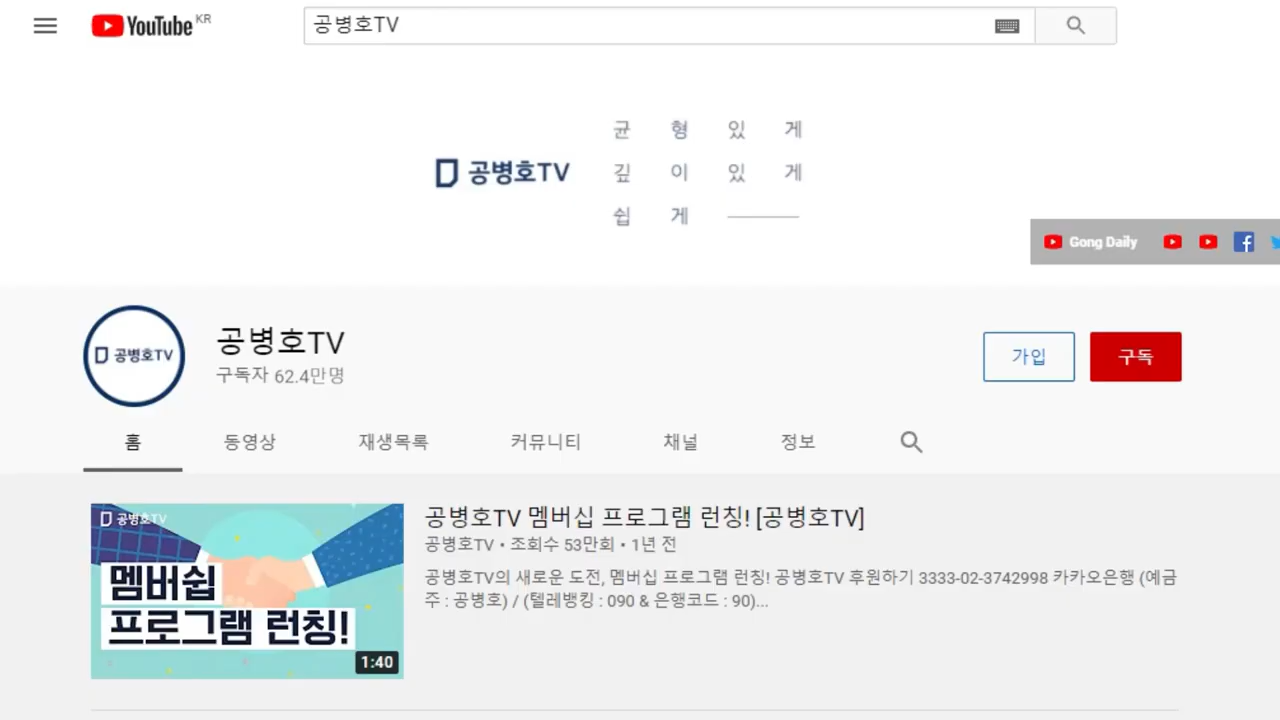 YouTube KR
공병호TV
균 형 있 게
공병호TV
깊 이 있 게
쉽 게
Gong Daily
공병호TV
공병호TV
구독자 62.4만명
가입
구독
홈
동영상
재생목록
커뮤니티
채널
정보
공병호TV
멤버쉽
프로그램 런칭!
1:40
공병호TV 멤버십 프로그램 런칭! [공병호TV]
공병호TV • 조회수 53만회 • 1년 전
공병호TV의 새로운 도전, 멤버십 프로그램 런칭! 공병호TV 후원하기 3333-02-3742998 카카오은행 (예금
주 : 공병호) / (텔레뱅킹 : 090 & 은행코드 : 90)...